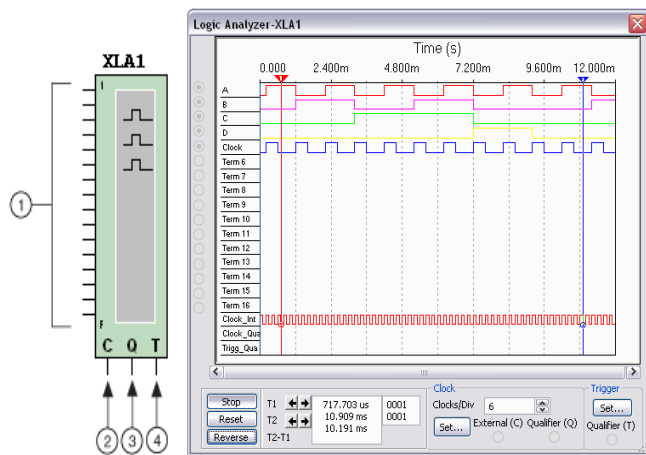 XLA1
1
F
C Q T
1
2
3
4
Logic Analyzer-XLA1
Time (s)
0.000 2.400m 4.800m 7.200m 9.600m 12.000m
1 2
A
B
C
D
Clock
Term 6
Term 7
Term 8
Term 9
Term 10
Term 11
Term 12
Term 13
Term 14
Term 15
Term 16
Clock_Int
Clock_Qua
Trigg_Qua
Stop
Reset
Reverse
T1 717.703 us 0001
T2 10.909 ms 0001
T2-T1 10.191 ms
Clock
Clocks/Div 6
Set...
External (C) Qualifier (Q)
Trigger
Set...
Qualifier (T)